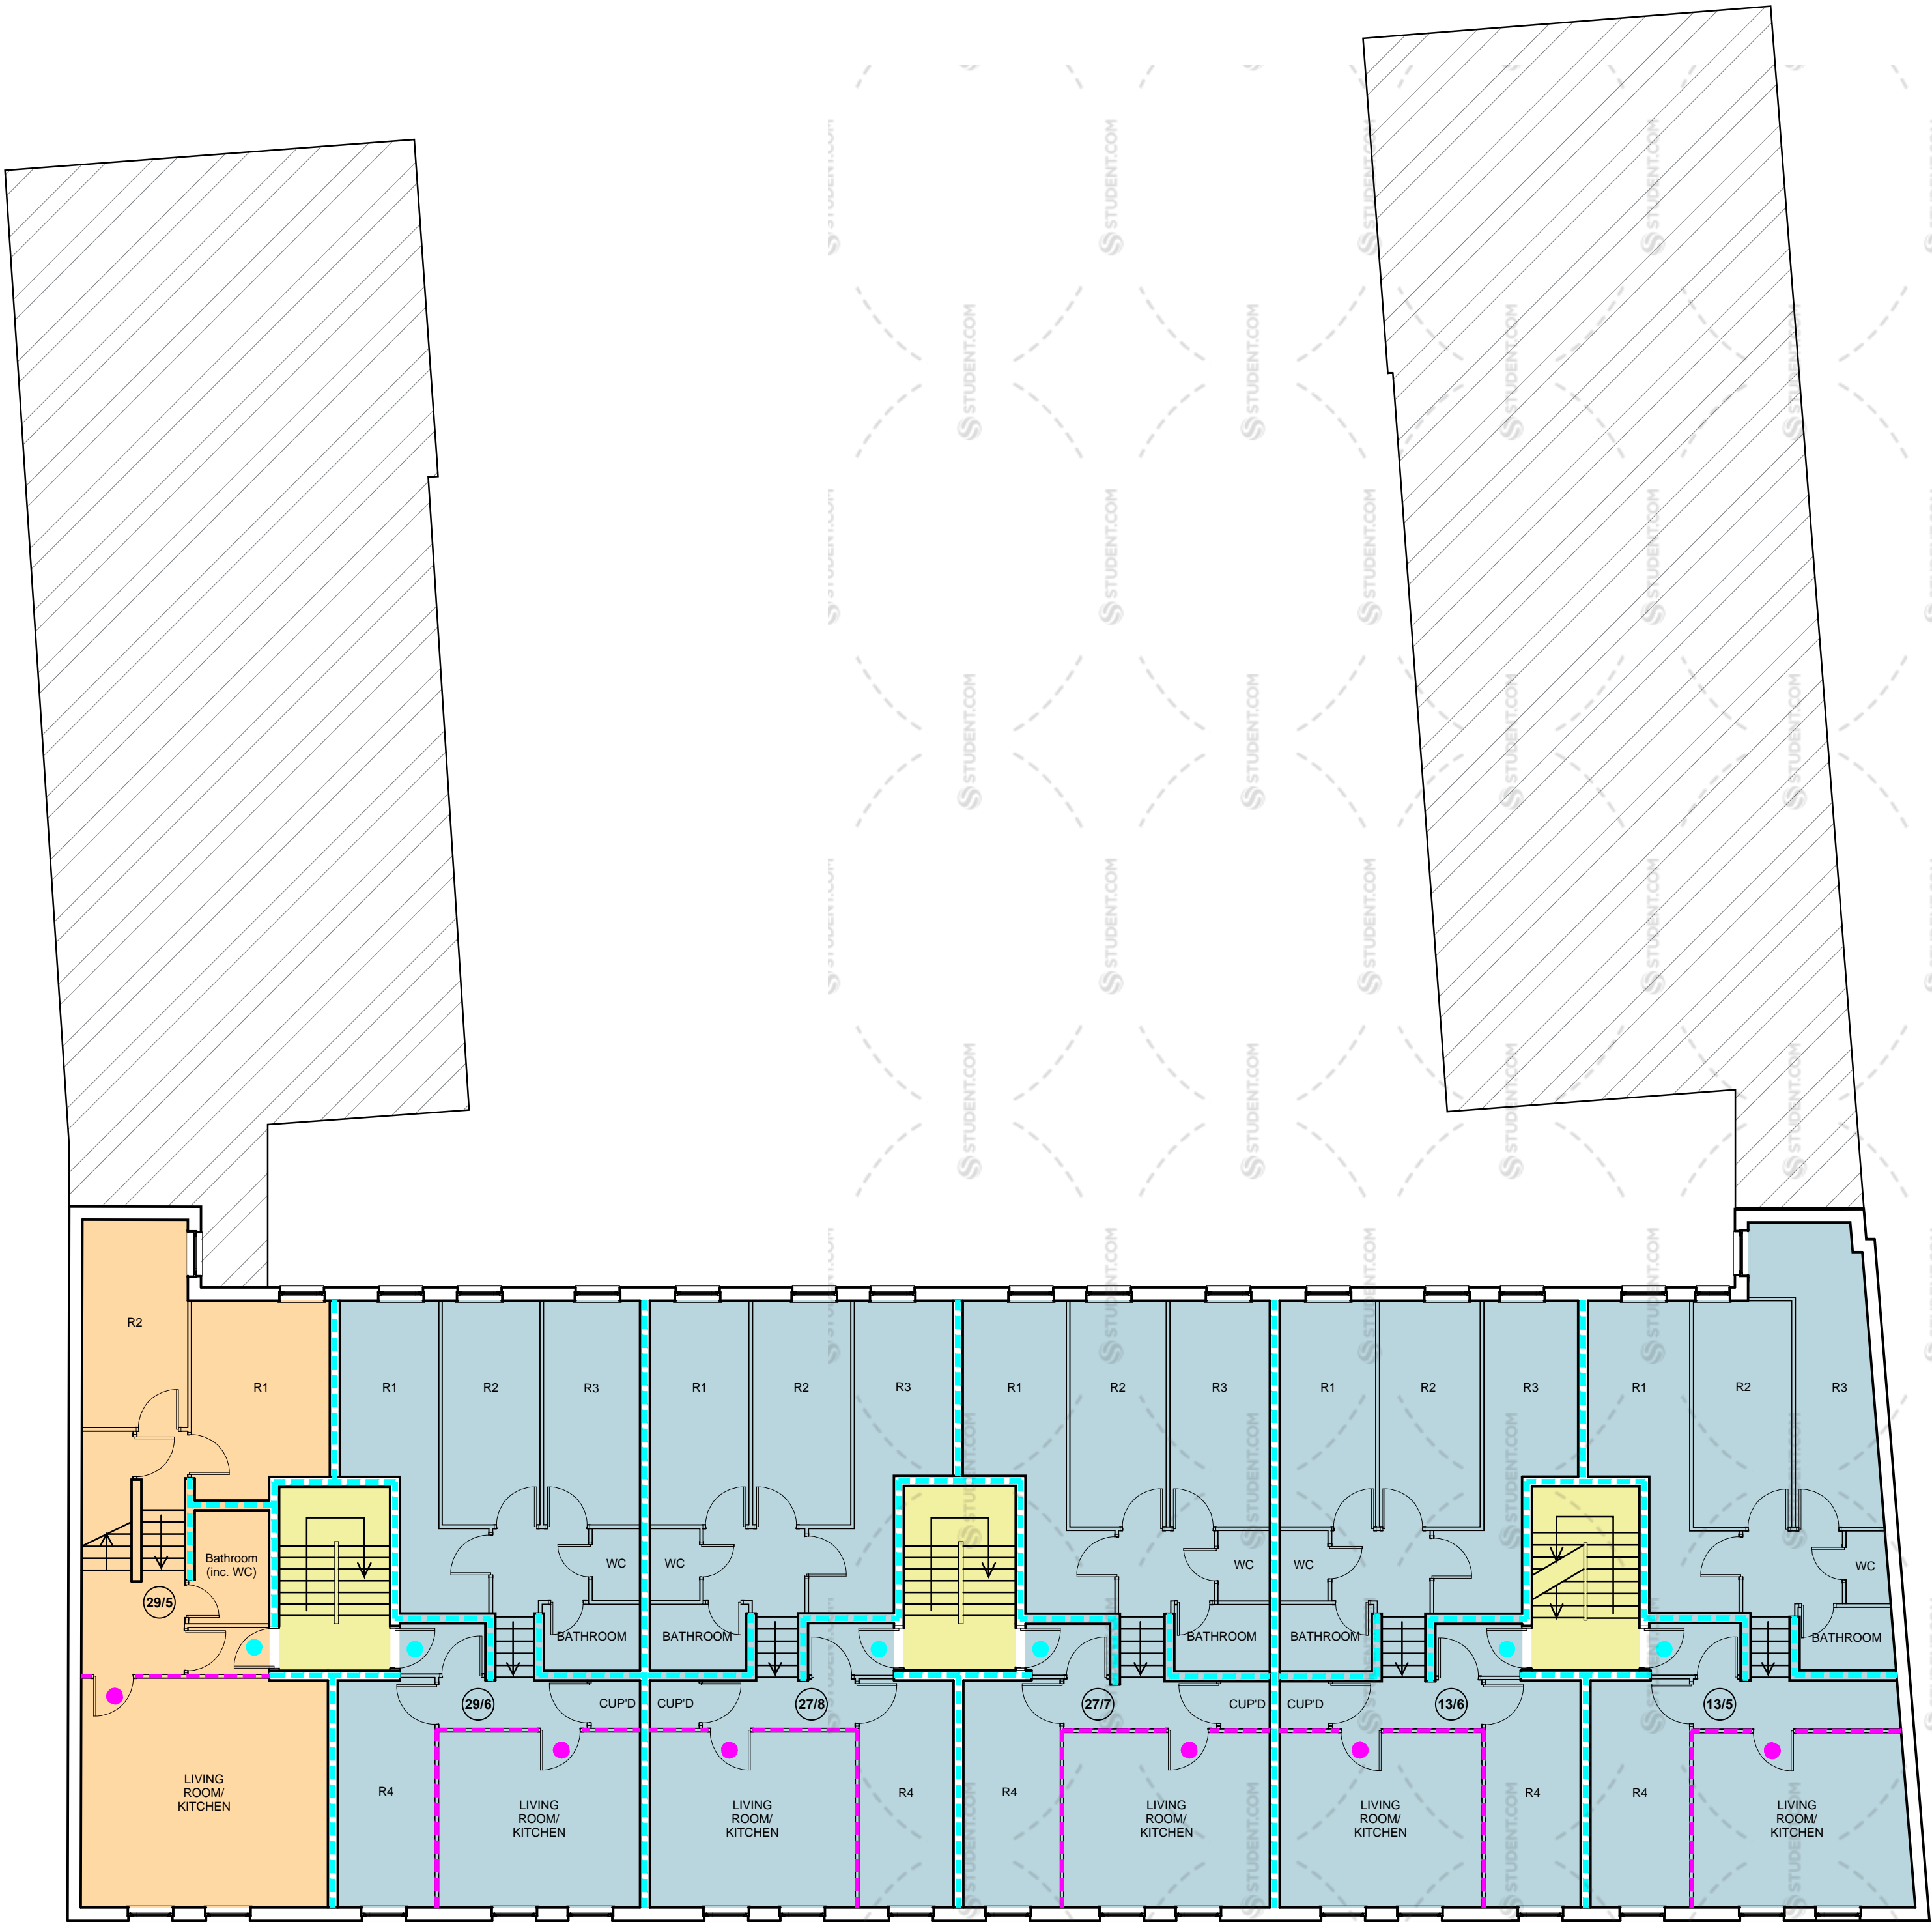 STUDENT.COM
R2
R1
R1
R2
R3
R1
R2
R3
R1
R2
R3
R1
R2
R3
R1
R2
R3
Bathroom
(inc. WC)
29/5
WC
WC
WC
WC
WC
BATHROOM
BATHROOM
BATHROOM
BATHROOM
BATHROOM
29/6
CUP'D
CUP'D
27/8
27/7
CUP'D
CUP'D
13/6
13/5
LIVING
ROOM/
KITCHEN
R4
LIVING
ROOM/
KITCHEN
LIVING
ROOM/
KITCHEN
R4
R4
LIVING
ROOM/
KITCHEN
LIVING
ROOM/
KITCHEN
R4
R4
LIVING
ROOM/
KITCHEN